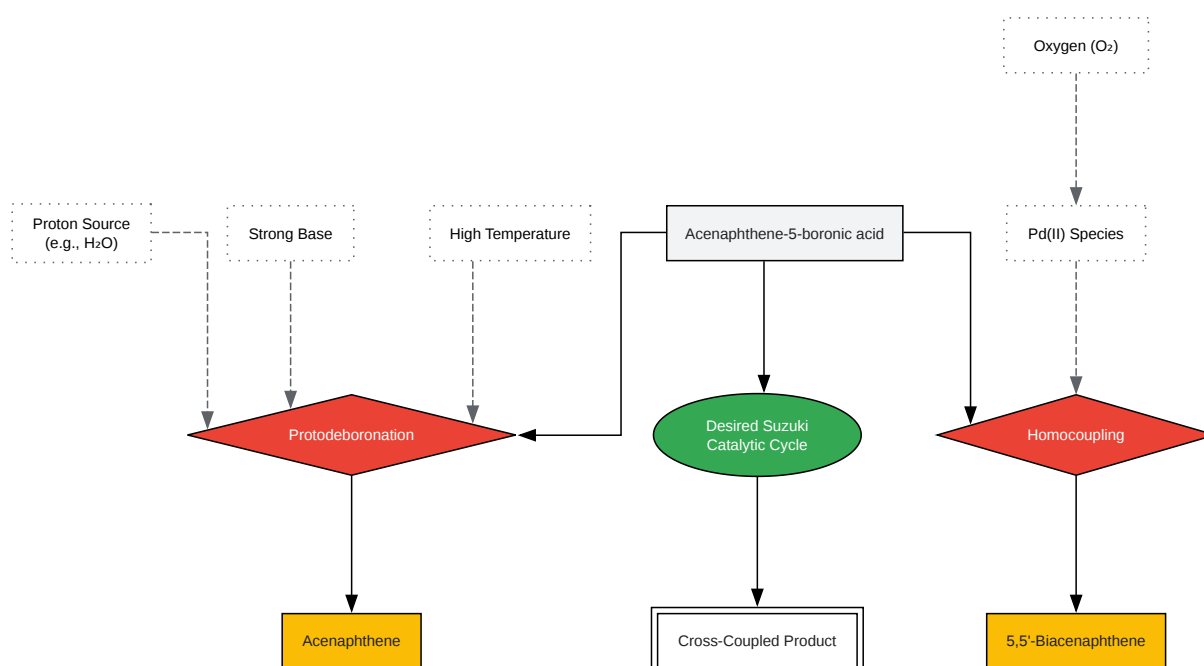 Oxygen (O₂)
Proton Source
(e.g., H₂O)
Strong Base
High Temperature
Acenaphthene-5-boronic acid
Pd(II) Species
Protodeboronation
Desired Suzuki
Catalytic Cycle
Homocoupling
Acenaphthene
Cross-Coupled Product
5,5'-Biacenaphthene